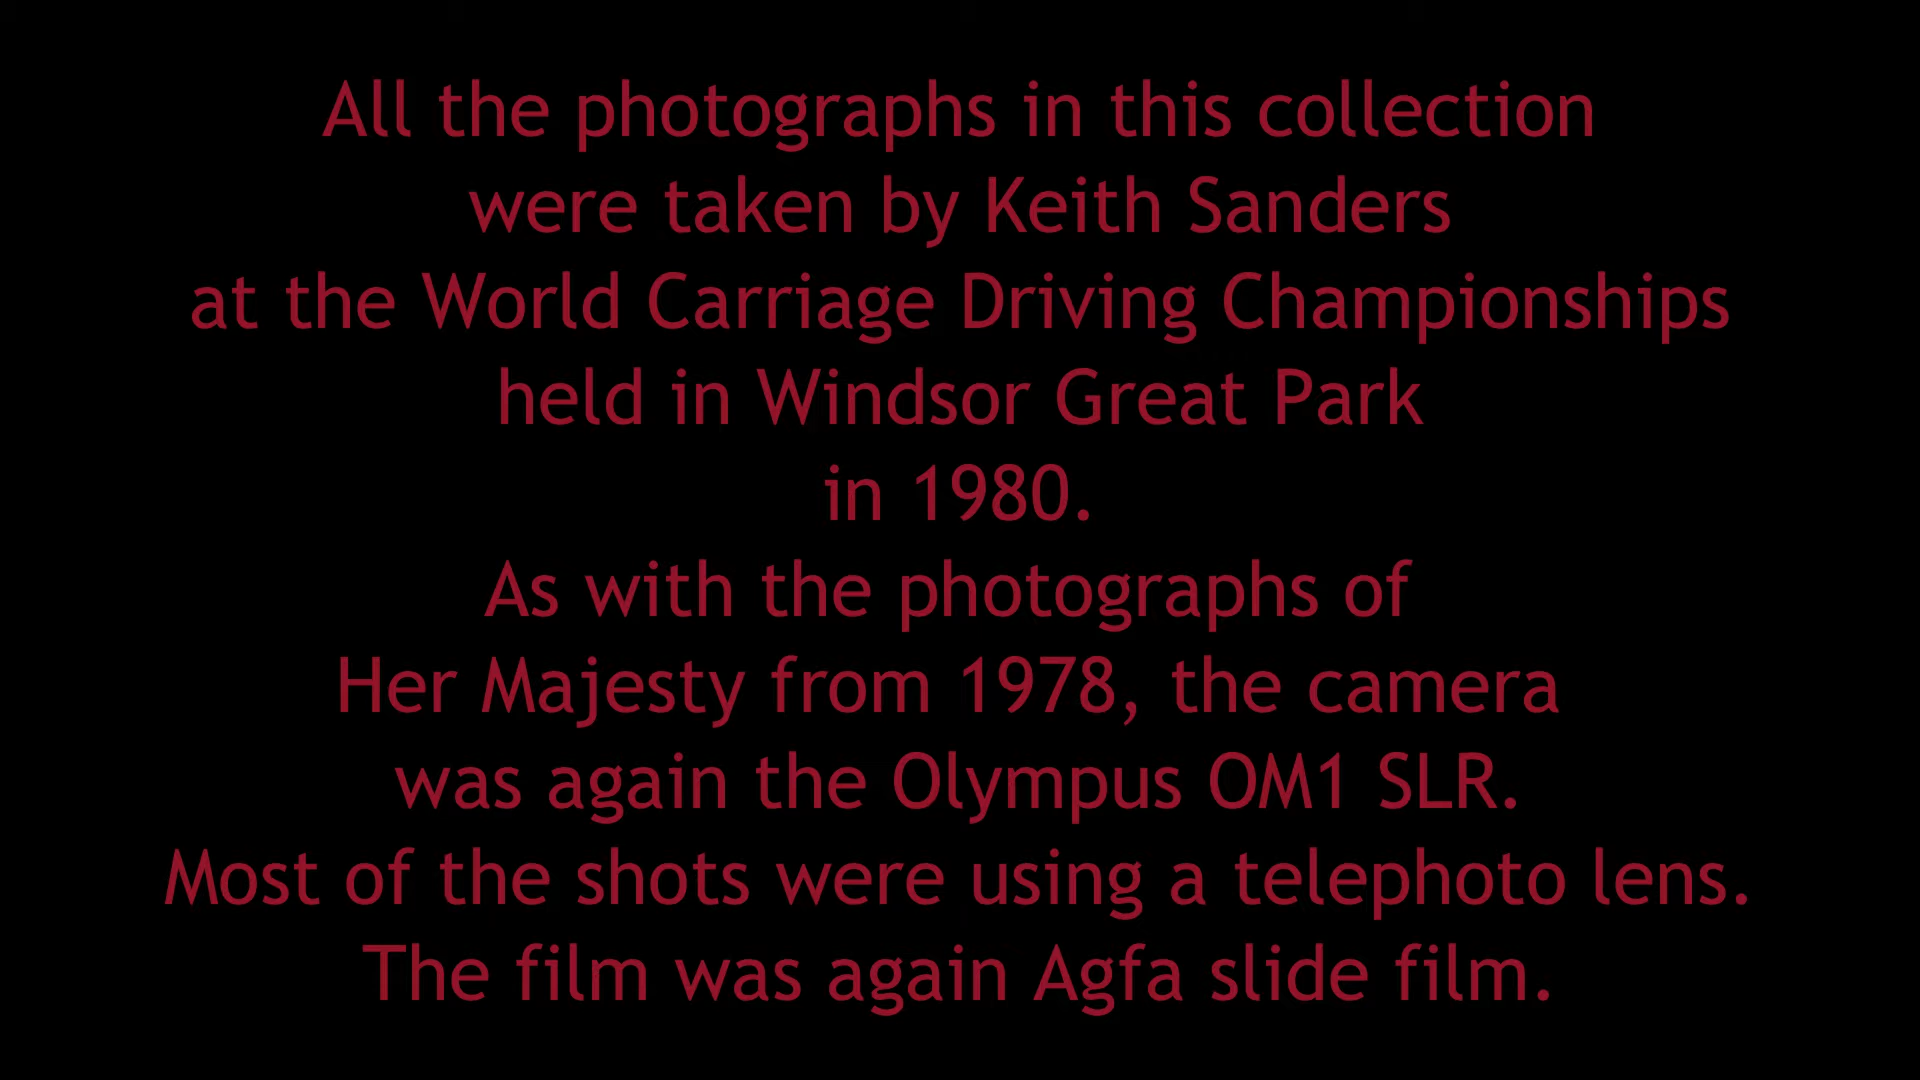 All the photographs in this collection
were taken by Keith Sanders
at the World Carriage Driving Championships
held in Windsor Great Park
in 1980.
As with the photographs of
Her Majesty from 1978, the camera
was again the Olympus OM1 SLR.
Most of the shots were using a telephoto lens.
The film was again Agfa slide film.